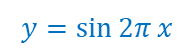 y = sin 2π x